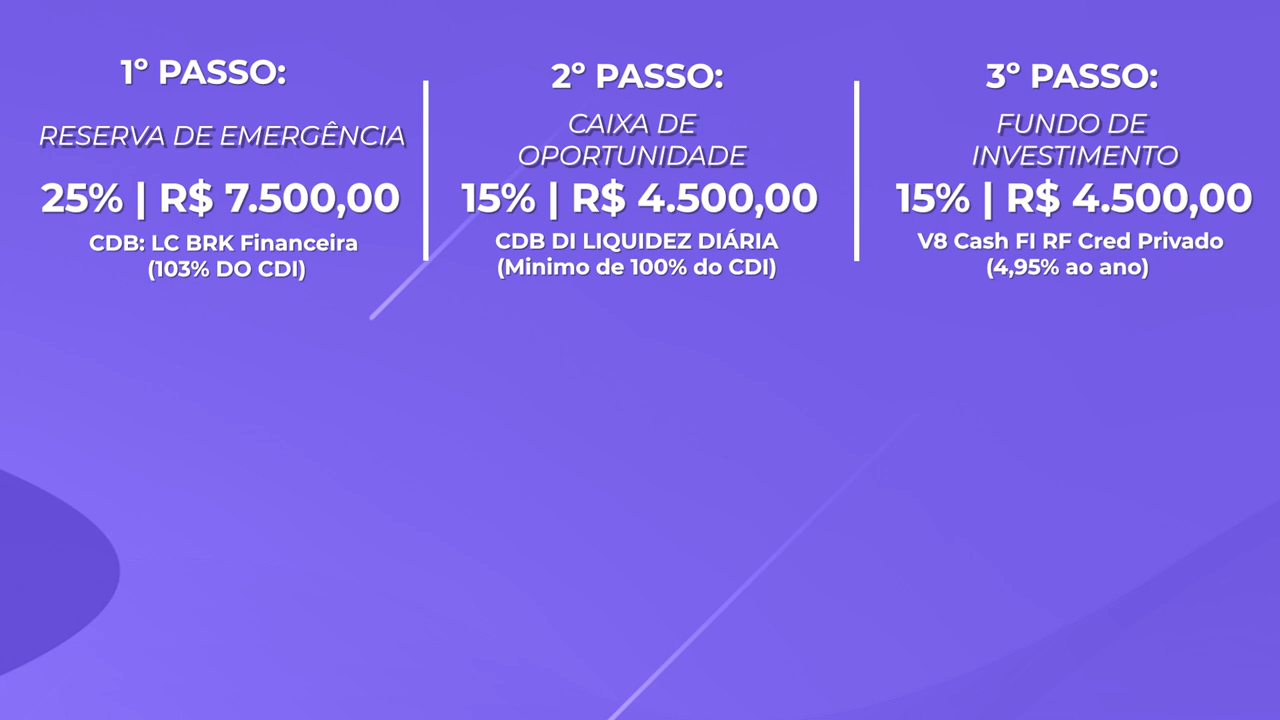 1º PASSO:
RESERVA DE EMERGÊNCIA
25% | R$ 7.500,00
CDB: LC BRK Financeira
(103% DO CDI)
2º PASSO:
CAIXA DE
OPORTUNIDADE
15% | R$ 4.500,00
CDB DI LIQUIDEZ DIÁRIA
(Minimo de 100% do CDI)
3º PASSO:
FUNDO DE
INVESTIMENTO
15% | R$ 4.500,00
V8 Cash FI RF Cred Privado
(4,95% ao ano)